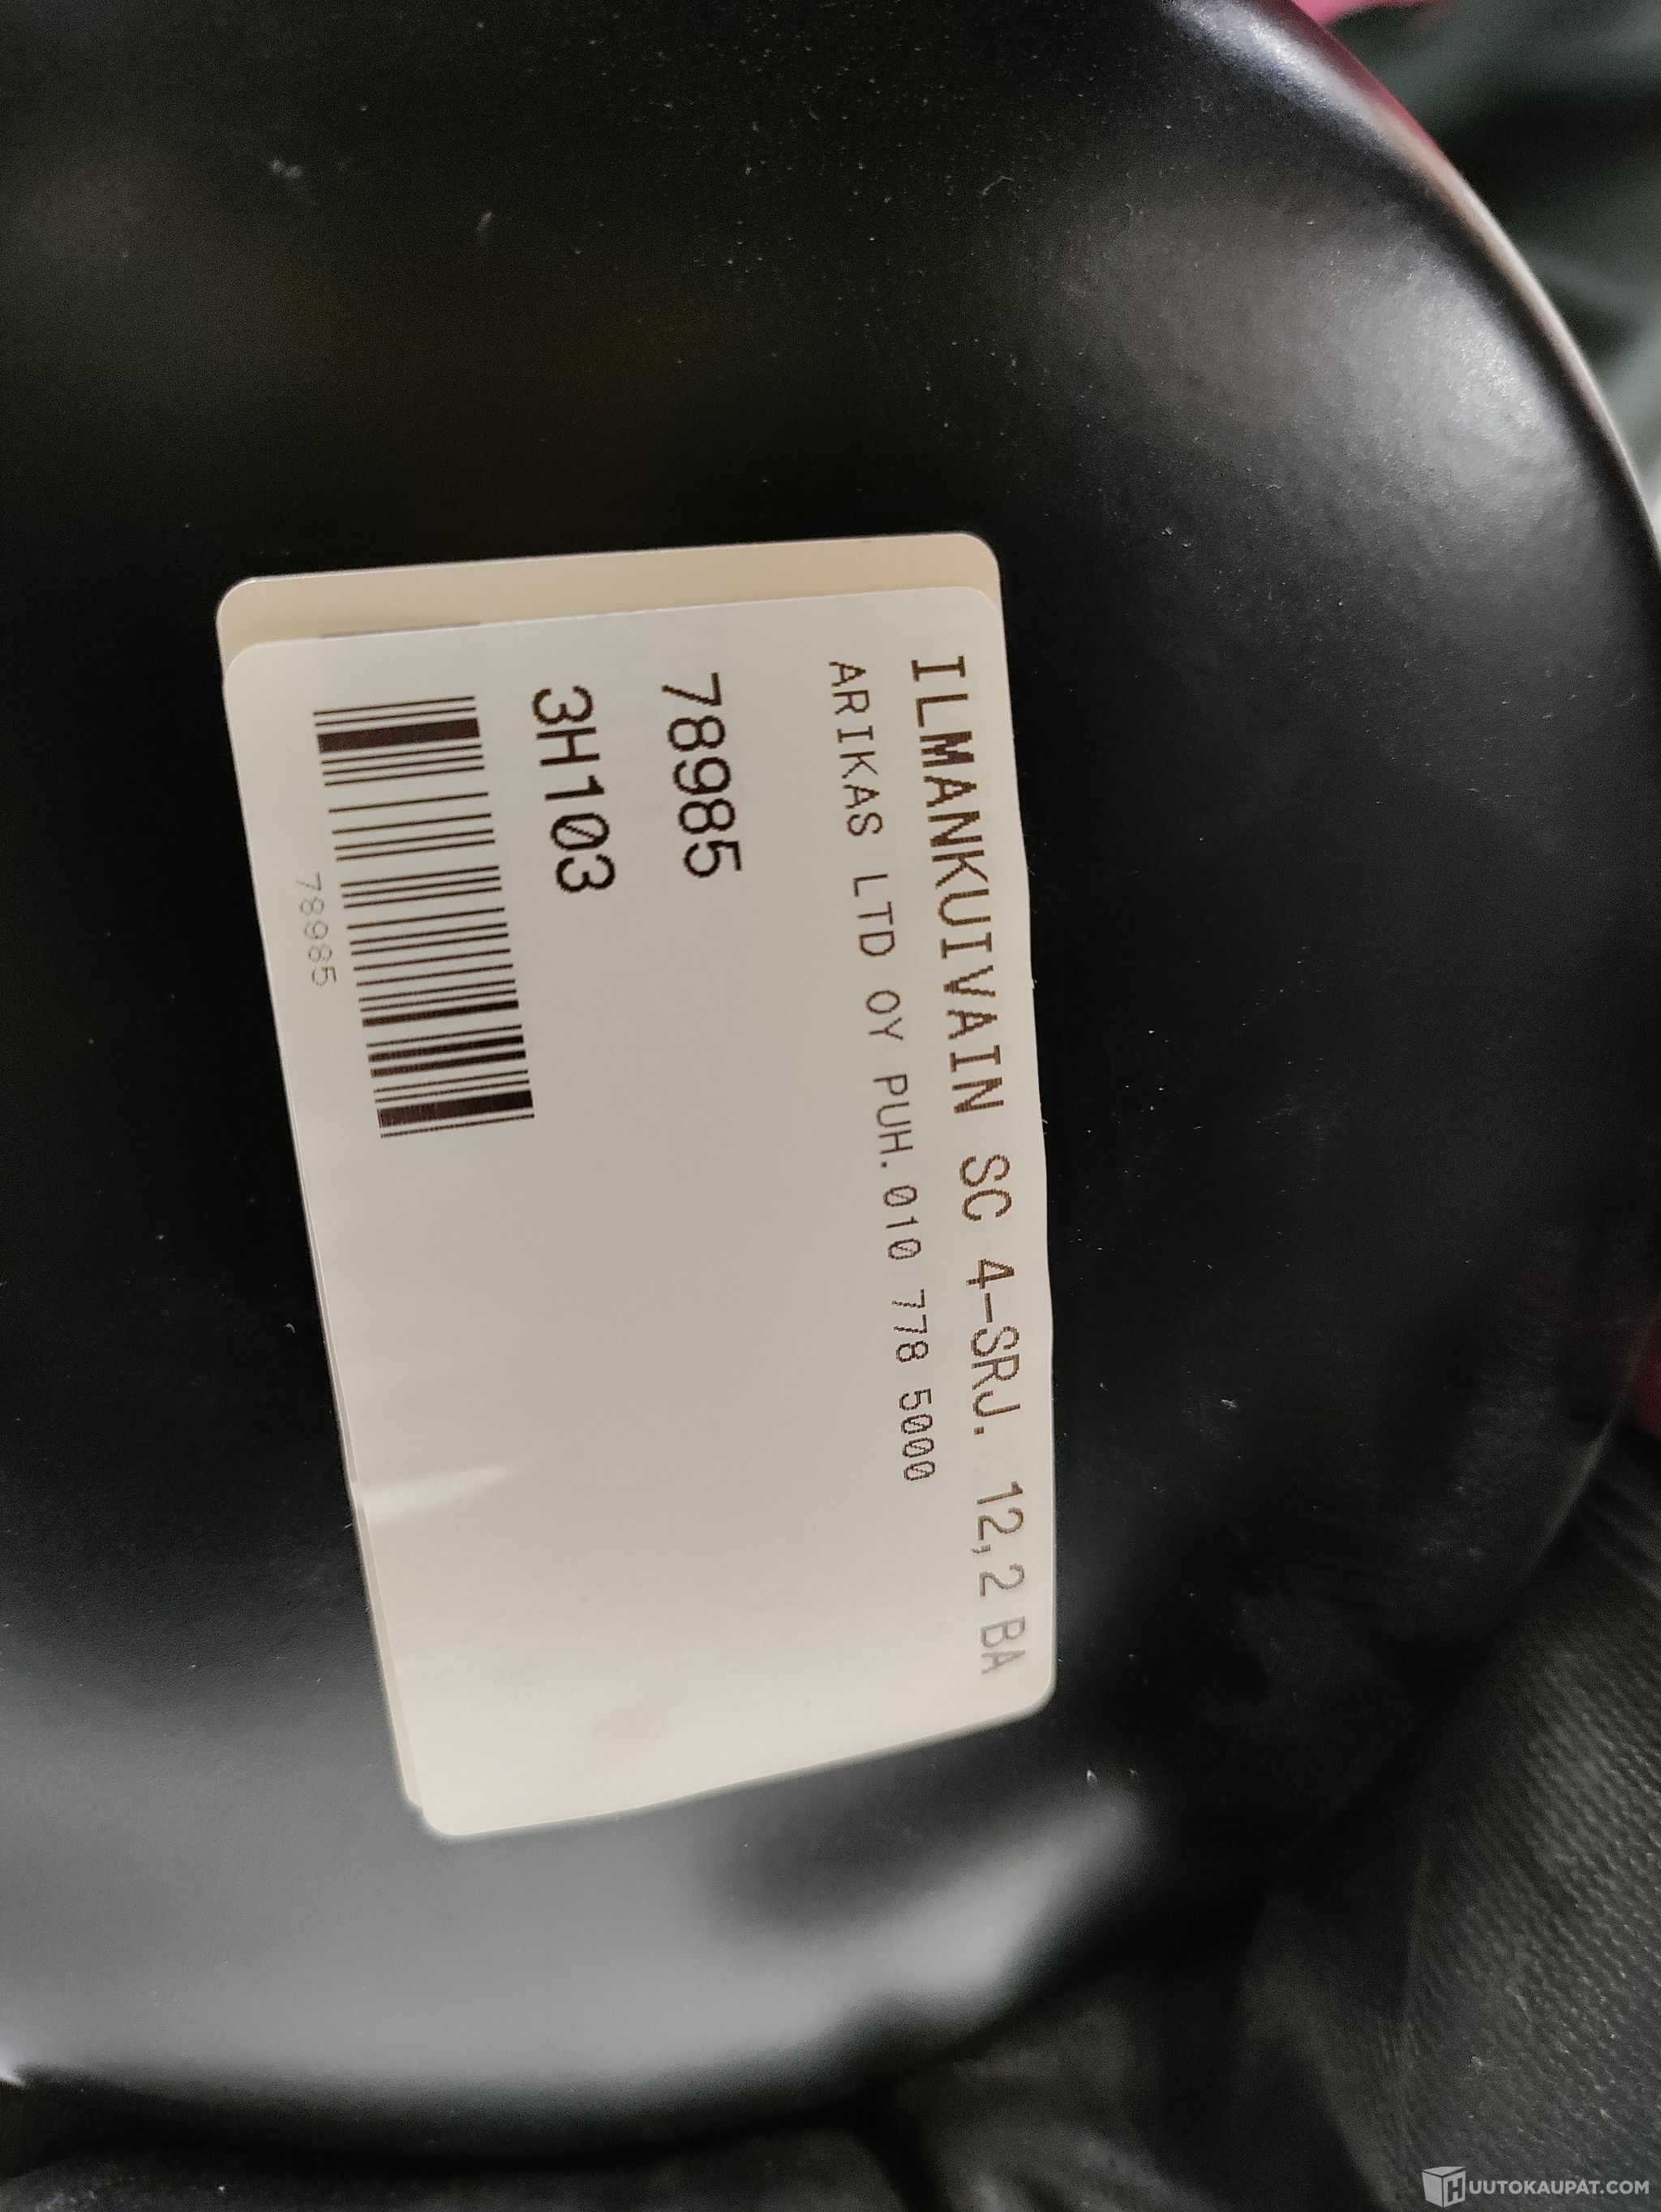 ILMANKUIVAIN SC 4-SRJ. 12,2 BA
ARIKAS LTD OY PUH.010 778 5000
78985
3H103
78985
HUUTOKAUPAT.COM